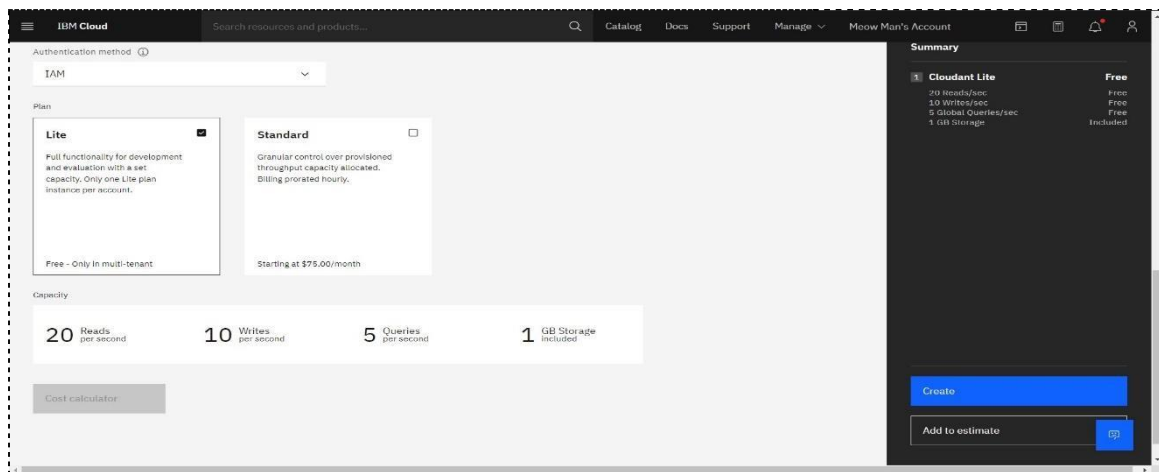 IBM Cloud
Search resources and products...
Catalog
Docs
Support
Manage
Meow Man's Account
Authentication method
IAM
Plan
Lite
Full functionality for development
and evaluation with a set
capacity. Only one Lite plan
instance per account.
Free - Only in multi-tenant
Standard
Granular control over provisioned
throughput capacity allocated.
Billing prorated hourly.
Starting at $75.00/month
Capacity
20 Reads per second
10 Writes per second
5 Queries per second
1 GB Storage included
Cost calculator
Summary
1 Cloudant Lite Free
20 Reads/sec Free
10 Writes/sec Free
5 Global Queries/sec Free
1 GB Storage Included
Create
Add to estimate